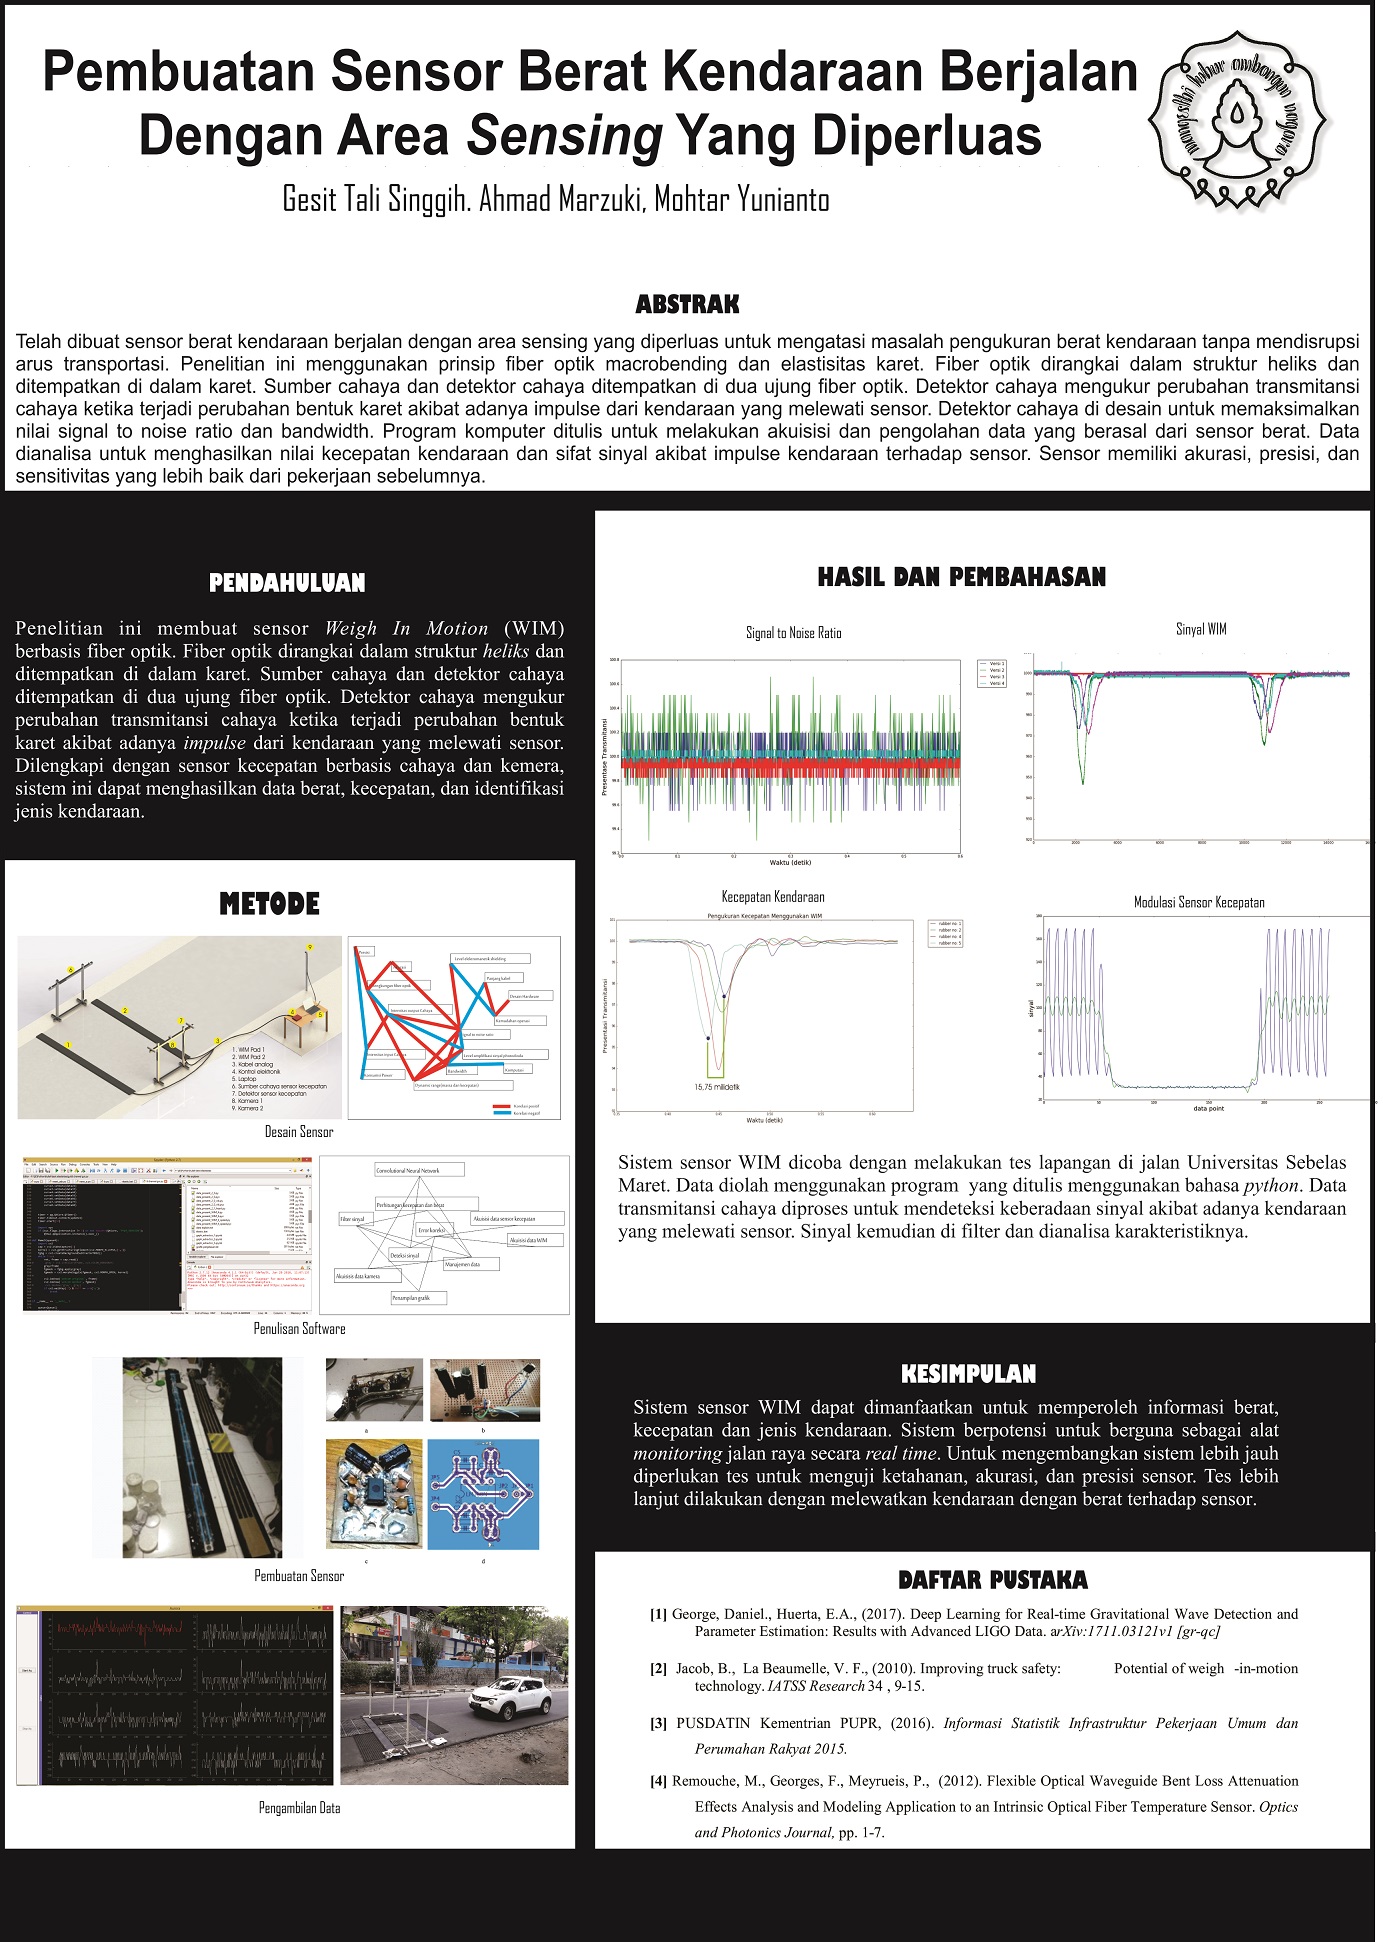 Pembuatan Sensor Berat Kendaraan Berjalan
Dengan Area Sensing Yang Diperluas
Gesit Tali Singgih. Ahmad Marzuki, Mohtar Yunianto
ABSTRAK
Telah dibuat sensor berat kendaraan berjalan dengan area sensing yang diperluas untuk mengatasi masalah pengukuran berat kendaraan tanpa mendisrupsi
arus transportasi. Penelitian ini menggunakan prinsip fiber optik macrobending dan elastisitas karet. Fiber optik dirangkai dalam struktur heliks dan
ditempatkan di dalam karet. Sumber cahaya dan detektor cahaya ditempatkan di dua ujung fiber optik. Detektor cahaya mengukur perubahan transmitansi
cahaya ketika terjadi perubahan bentuk karet akibat adanya impulse dari kendaraan yang melewati sensor. Detektor cahaya di desain untuk memaksimalkan
nilai signal to noise ratio dan bandwidth. Program komputer ditulis untuk melakukan akuisisi dan pengolahan data yang berasal dari sensor berat. Data
dianalisa untuk menghasilkan nilai kecepatan kendaraan dan sifat sinyal akibat impulse kendaraan terhadap sensor. Sensor memiliki akurasi, presisi, dan
sensitivitas yang lebih baik dari pekerjaan sebelumnya.
PENDAHULUAN
Penelitian ini membuat sensor Weigh In Motion (WIM)
berbasis fiber optik. Fiber optik dirangkai dalam struktur heliks dan
ditempatkan di dalam karet. Sumber cahaya dan detektor cahaya
ditempatkan di dua ujung fiber optik. Detektor cahaya mengukur
perubahan transmitansi cahaya ketika terjadi perubahan bentuk
karet akibat adanya impulse dari kendaraan yang melewati sensor.
Dilengkapi dengan sensor kecepatan berbasis cahaya dan kemera,
sistem ini dapat menghasilkan data berat, kecepatan, dan identifikasi
jenis kendaraan.
METODE
1. WIM Pad 1
2. WIM Pad 2
3. Kabel analog
4. Kontrol elektronik
5. Laptop
6. Sumber cahaya sensor kecepatan
7. Detektor sensor kecepatan
8. Kamera 1
9. Kamera 2
Panjang kabel
Desain Hardware
Kemudahan operasi
Bandwidth
Komputasi
Konsumsi Power
Dynamic range(massa dan kecepatan)
Korelasi positif
Korelasi negatif
Desain Sensor
Convolutional Neural Network
Perhitungan kecepatan dan berat
Filter sinyal
Akuisisi data sensor kecepatan
Error koreksi
Akuisisi data WIM
Deteksi sinyal
Manajemen data
Akuisisis data kamera
Penampilan grafik
Penulisan Software
a
b
c
d
Pembuatan Sensor
Pengambilan Data
HASIL DAN PEMBAHASAN
Signal to Noise Ratio
Presentase Transmitansi
Waktu (detik)
Versi 1
Versi 2
Versi 3
Versi 4
Sinyal WIM
Kecepatan Kendaraan
Pengukuran Kecepatan Menggunakan WIM
Presentasi Transmitansi
15,75 milidetik
Waktu (detik)
rubber no. 1
rubber no. 2
rubber no. 4
rubber no. 5
Modulasi Sensor Kecepatan
sinyal
data point
Sistem sensor WIM dicoba dengan melakukan tes lapangan di jalan Universitas Sebelas
Maret. Data diolah menggunakan program yang ditulis menggunakan bahasa python. Data
transmitansi cahaya diproses untuk mendeteksi keberadaan sinyal akibat adanya kendaraan
yang melewati sensor. Sinyal kemudian di filter dan dianalisa karakteristiknya.
KESIMPULAN
Sistem sensor WIM dapat dimanfaatkan untuk memperoleh informasi berat,
kecepatan dan jenis kendaraan. Sistem berpotensi untuk berguna sebagai alat
monitoring jalan raya secara real time. Untuk mengembangkan sistem lebih jauh
diperlukan tes untuk menguji ketahanan, akurasi, dan presisi sensor. Tes lebih
lanjut dilakukan dengan melewatkan kendaraan dengan berat terhadap sensor.
DAFTAR PUSTAKA
[1] George, Daniel., Huerta, E.A., (2017). Deep Learning for Real-time Gravitational Wave Detection and
Parameter Estimation: Results with Advanced LIGO Data. arXiv:1711.03121v1 [gr-qc]
[2] Jacob, B., La Beaumelle, V. F., (2010). Improving truck safety: Potential of weigh -in-motion
technology. IATSS Research 34 , 9-15.
[3] PUSDATIN Kementrian PUPR, (2016). Informasi Statistik Infrastruktur Pekerjaan Umum dan
Perumahan Rakyat 2015.
[4] Remouche, M., Georges, F., Meyrueis, P., (2012). Flexible Optical Waveguide Bent Loss Attenuation
Effects Analysis and Modeling Application to an Intrinsic Optical Fiber Temperature Sensor. Optics
and Photonics Journal, pp. 1-7.